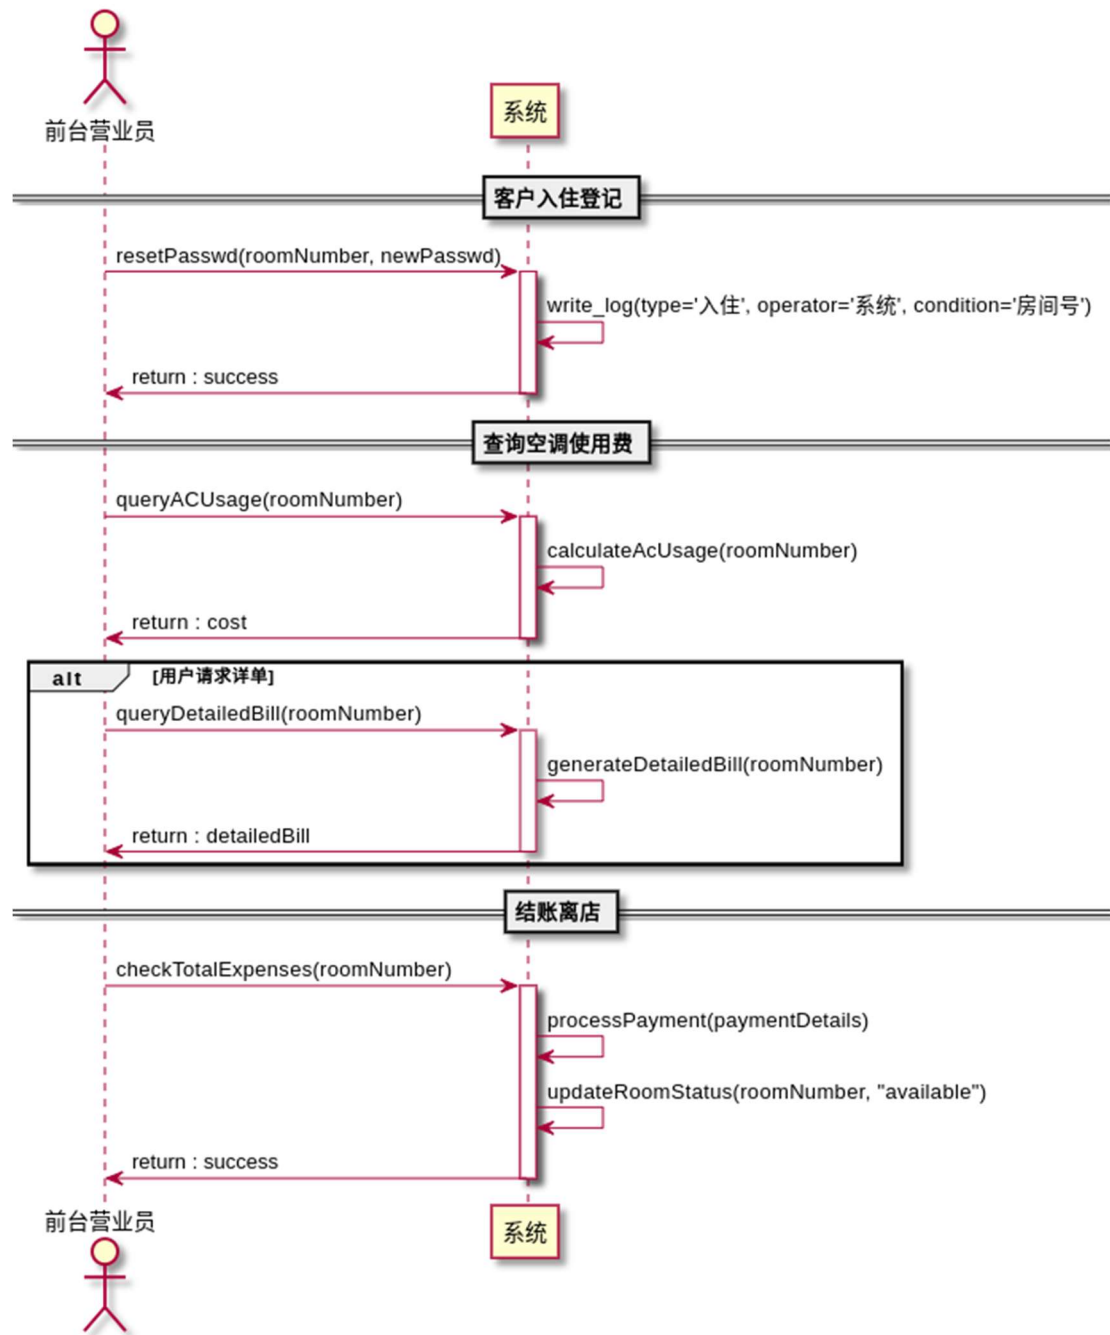 前台营业员
系统
客户入住登记
resetPasswd(roomNumber, newPasswd)
write_log(type='入住', operator='系统', condition='房间号')
return : success
查询空调使用费
queryACUsage(roomNumber)
calculateAcUsage(roomNumber)
return : cost
alt [用户请求详单]
queryDetailedBill(roomNumber)
generateDetailedBill(roomNumber)
return : detailedBill
结账离店
checkTotalExpenses(roomNumber)
processPayment(paymentDetails)
updateRoomStatus(roomNumber, "available")
return : success
前台营业员
系统